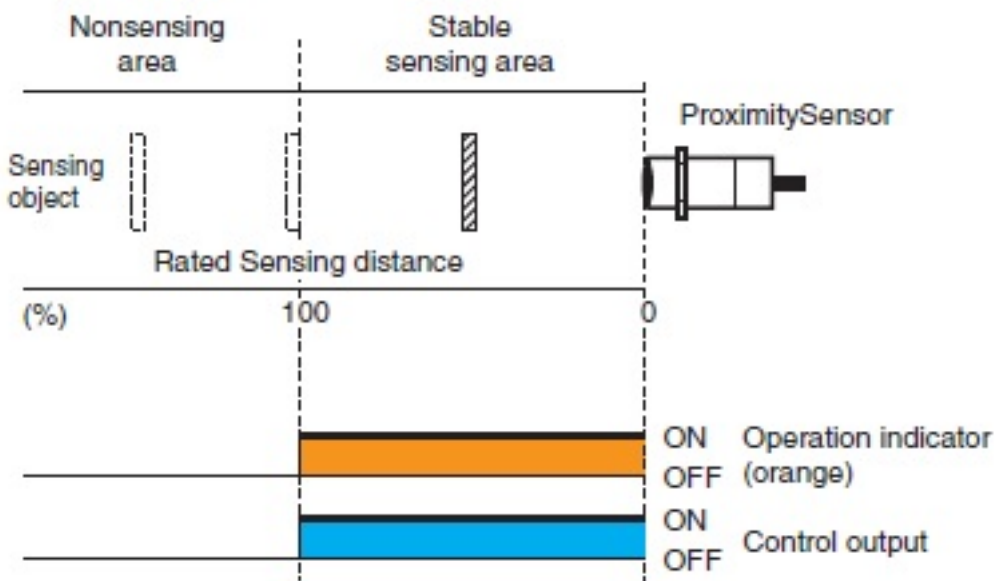 Nonsensing
area
Stable
sensing area
ProximitySensor
Sensing
object
Rated Sensing distance
(%)
100
0
ON
OFF
Operation indicator
(orange)
ON
OFF
Control output